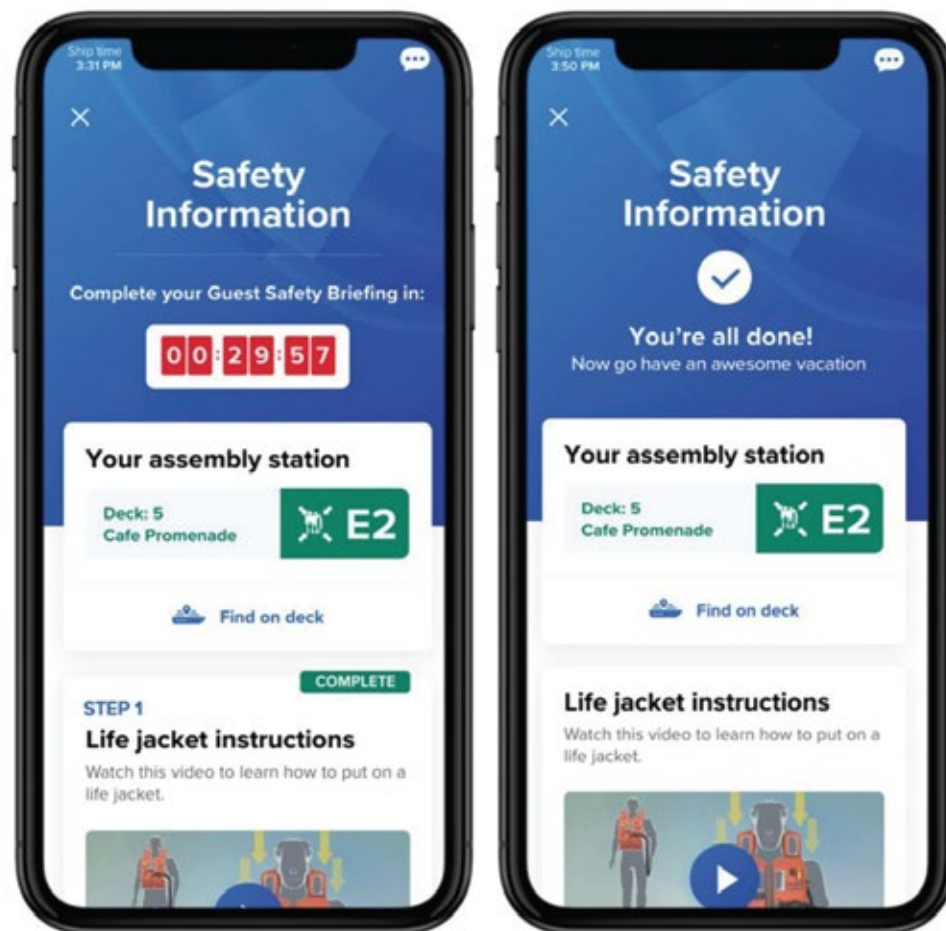 Ship time
3:31 PM
Safety
Information
Complete your Guest Safety Briefing in:
00:29:57
Your assembly station
Deck: 5
Cafe Promenade
E2
Find on deck
COMPLETE
STEP 1
Life jacket instructions
Watch this video to learn how to put on a
life jacket.
Ship time
3:50 PM
Safety
Information
You're all done!
Now go have an awesome vacation
Your assembly station
Deck: 5
Cafe Promenade
E2
Find on deck
Life jacket instructions
Watch this video to learn how to put on a
life jacket.